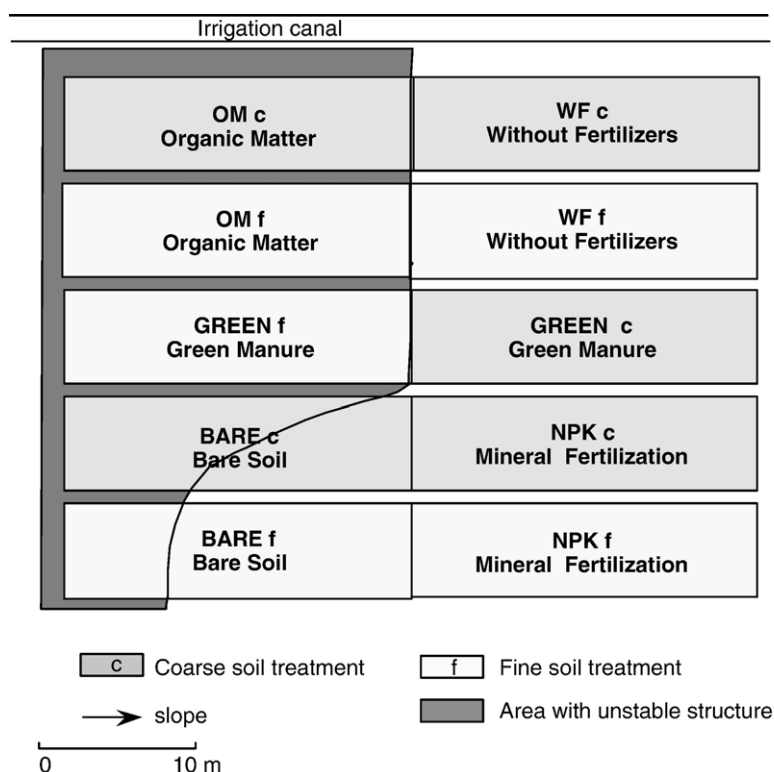 Irrigation canal
OM c
Organic Matter
WF c
Without Fertilizers
OM f
Organic Matter
WF f
Without Fertilizers
GREEN f
Green Manure
GREEN c
Green Manure
BARE c
Bare Soil
NPK c
Mineral Fertilization
BARE f
Bare Soil
NPK f
Mineral Fertilization
c Coarse soil treatment
f Fine soil treatment
slope
Area with unstable structure
0 10 m